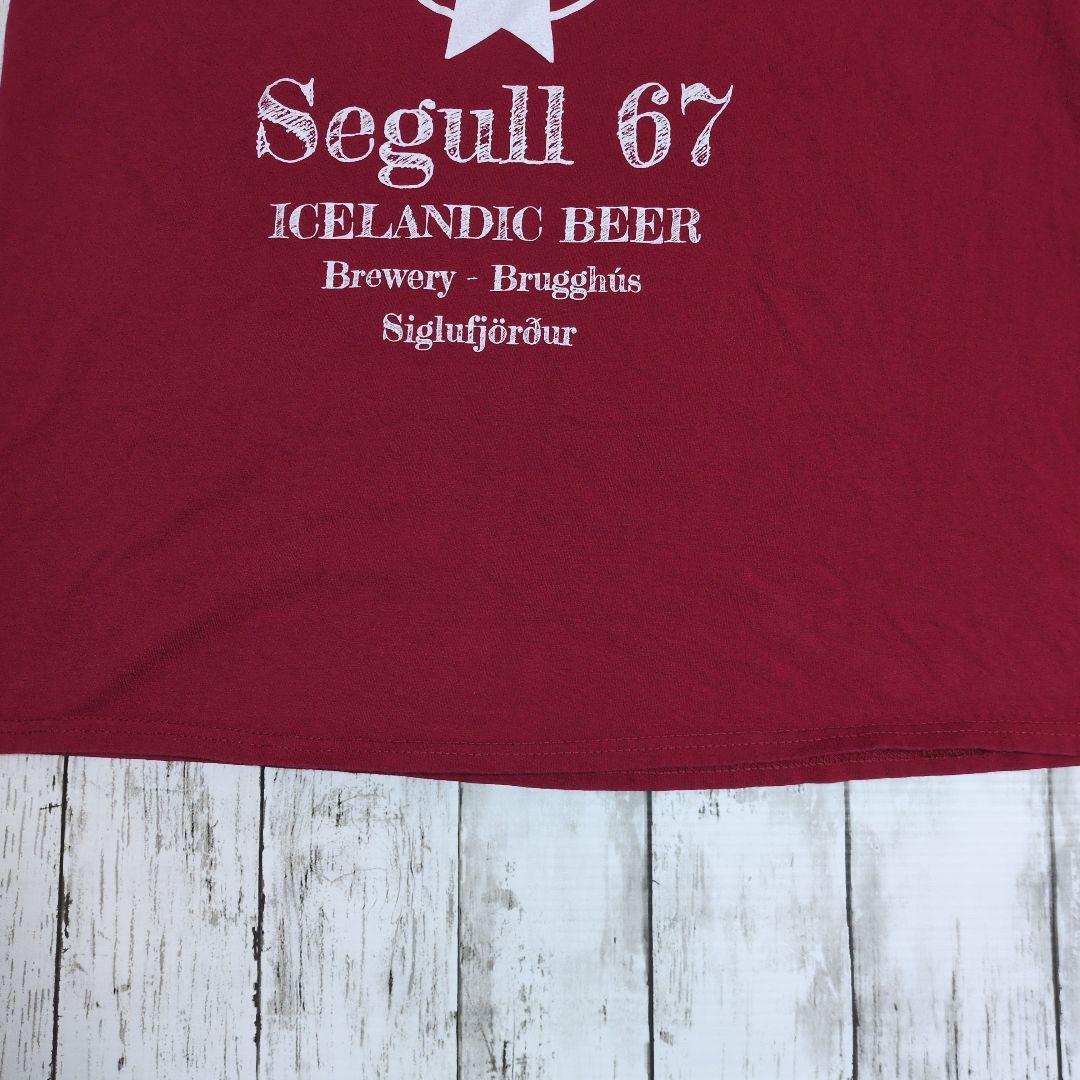 Segull 67
ICELANDIC BEER
Brewery - Brugghús
Siglufjörður